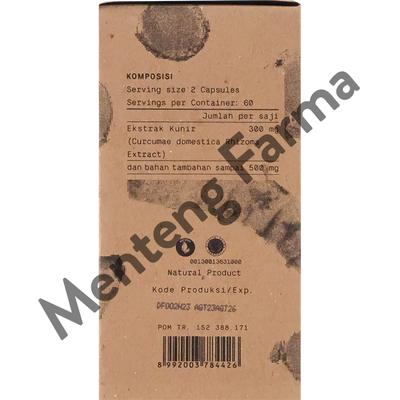 KOMPOSISI
Serving size 2 Capsules
Servings per Container: 60
Jumlah per saji
Ekstrak Kunir 300 mg
(Curcumae domestica Rhizoma
Extract)
dan bahan tambahan sampai 500 mg
00130013631000
Natural Product
Kode Produksi/Exp.
DF002H23 AGT23AGT26
POM TR. 152 388.171
8 992003 784426
Menteng Farma